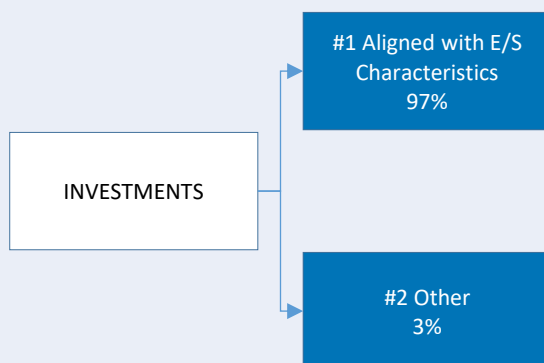 #1 Aligned with E/S
Characteristics
97%
INVESTMENTS
#2 Other
3%